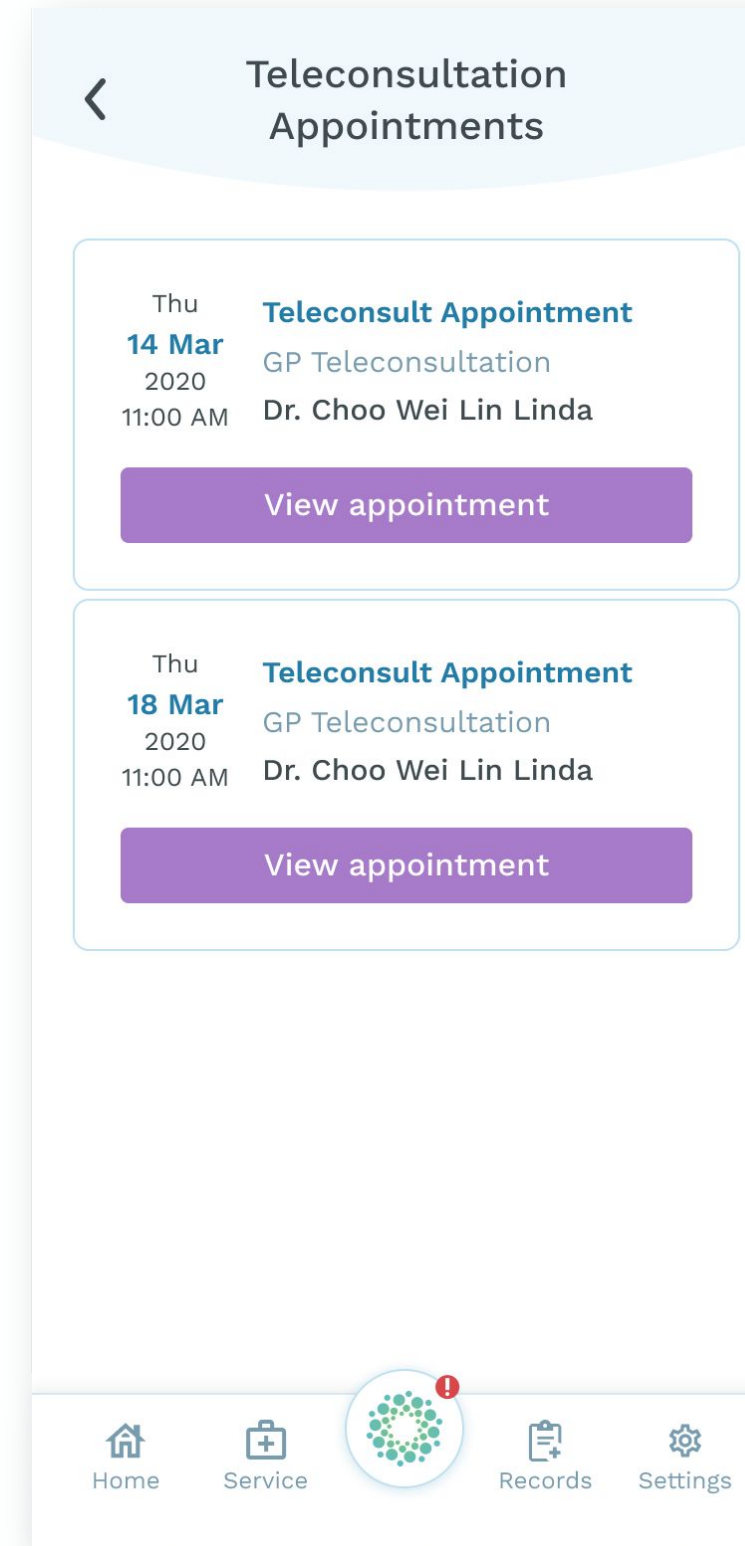 Teleconsultation
Appointments
Thu
14 Mar
2020
11:00 AM
Teleconsult Appointment
GP Teleconsultation
Dr. Choo Wei Lin Linda
View appointment
Thu
18 Mar
2020
11:00 AM
Teleconsult Appointment
GP Teleconsultation
Dr. Choo Wei Lin Linda
View appointment
Home
Service
Records
Settings